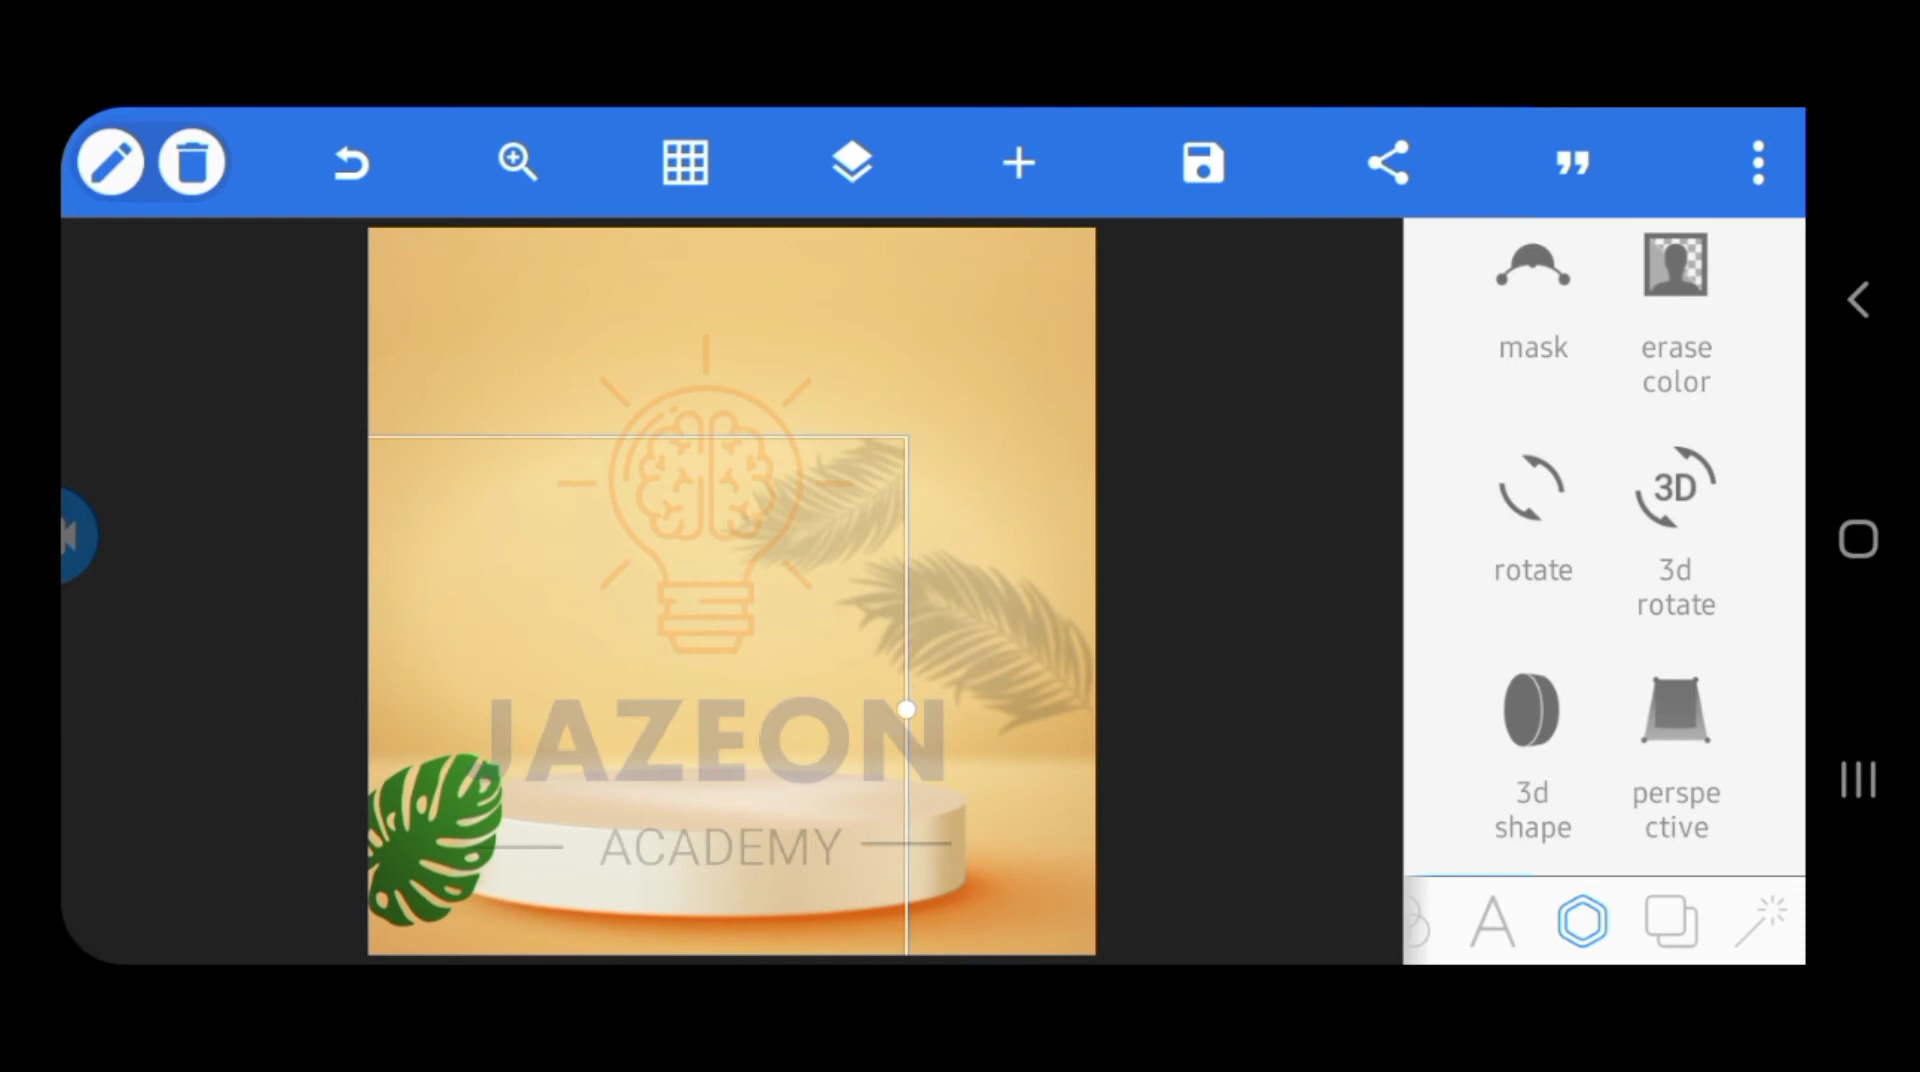 mask
erase
color
rotate
3D
3d
rotate
3d
shape
perspe
ctive
JAZEON
ACADEMY
A